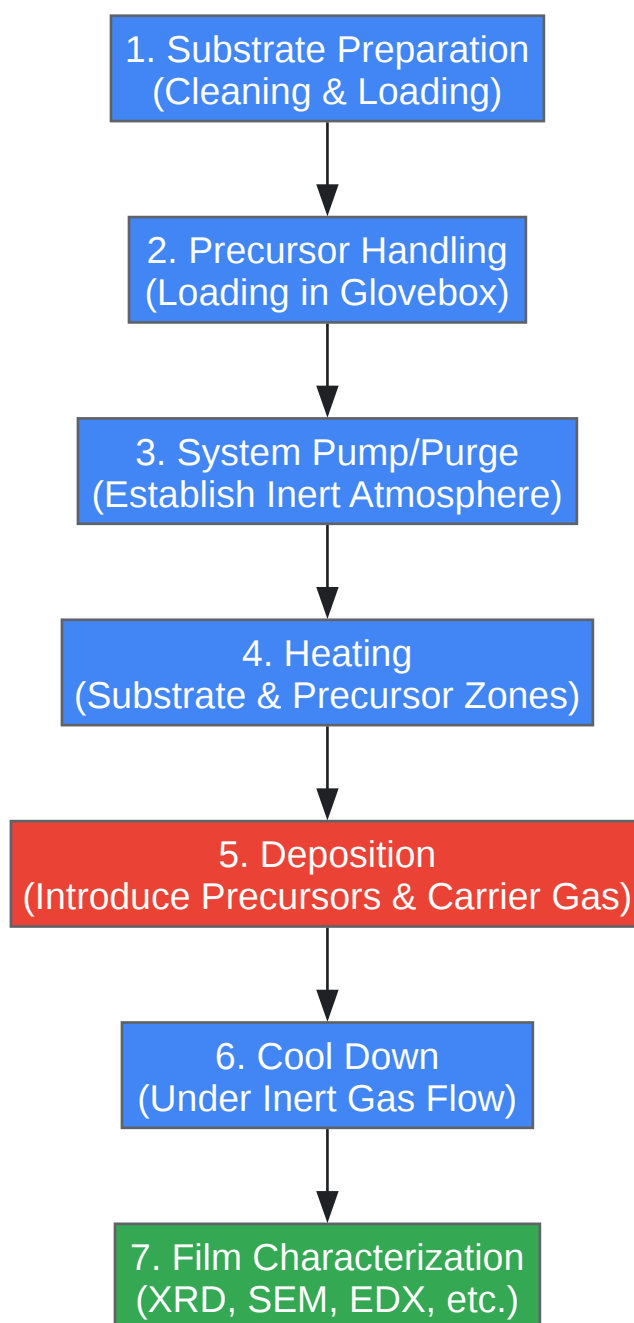 1. Substrate Preparation
(Cleaning & Loading)
2. Precursor Handling
(Loading in Glovebox)
3. System Pump/Purge
(Establish Inert Atmosphere)
4. Heating
(Substrate & Precursor Zones)
5. Deposition
(Introduce Precursors & Carrier Gas)
6. Cool Down
(Under Inert Gas Flow)
7. Film Characterization
(XRD, SEM, EDX, etc.)